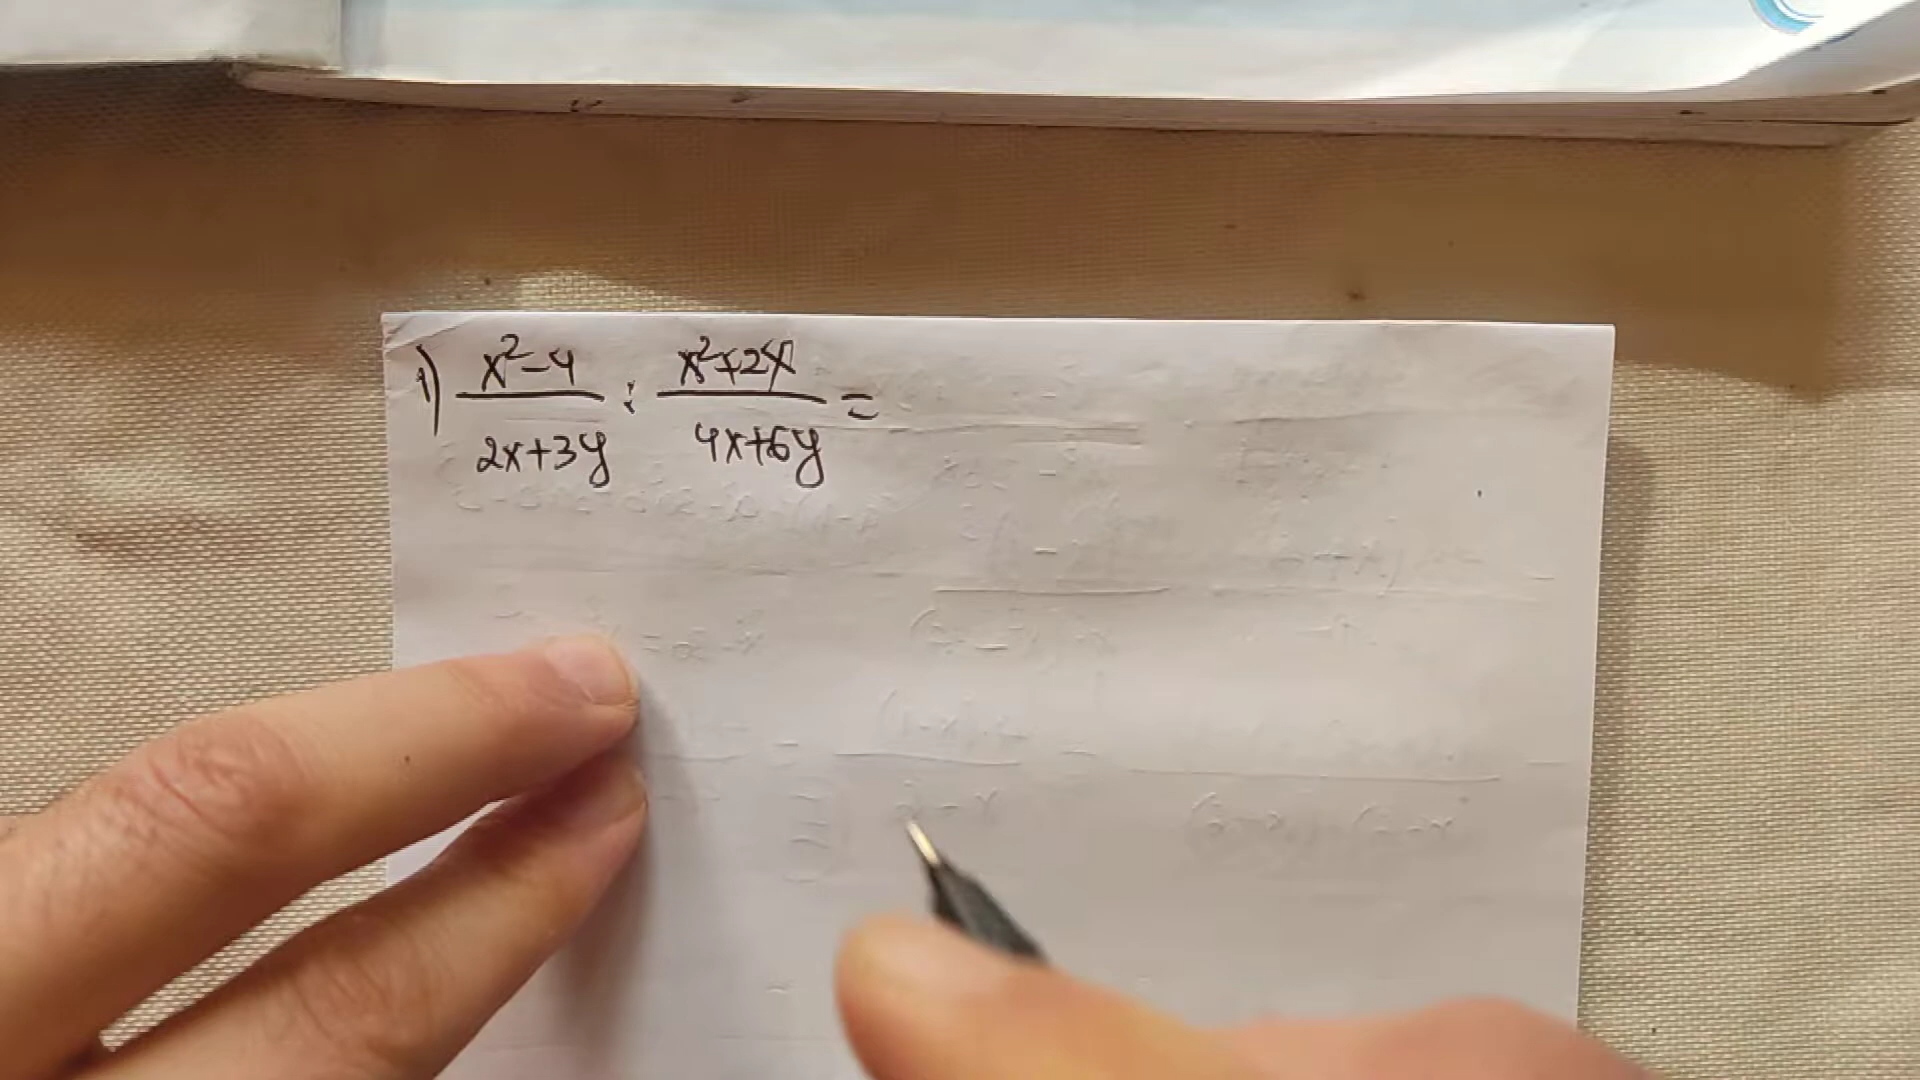 1) x²-4 / 2x+3y : x²+2x / 4x+6y =